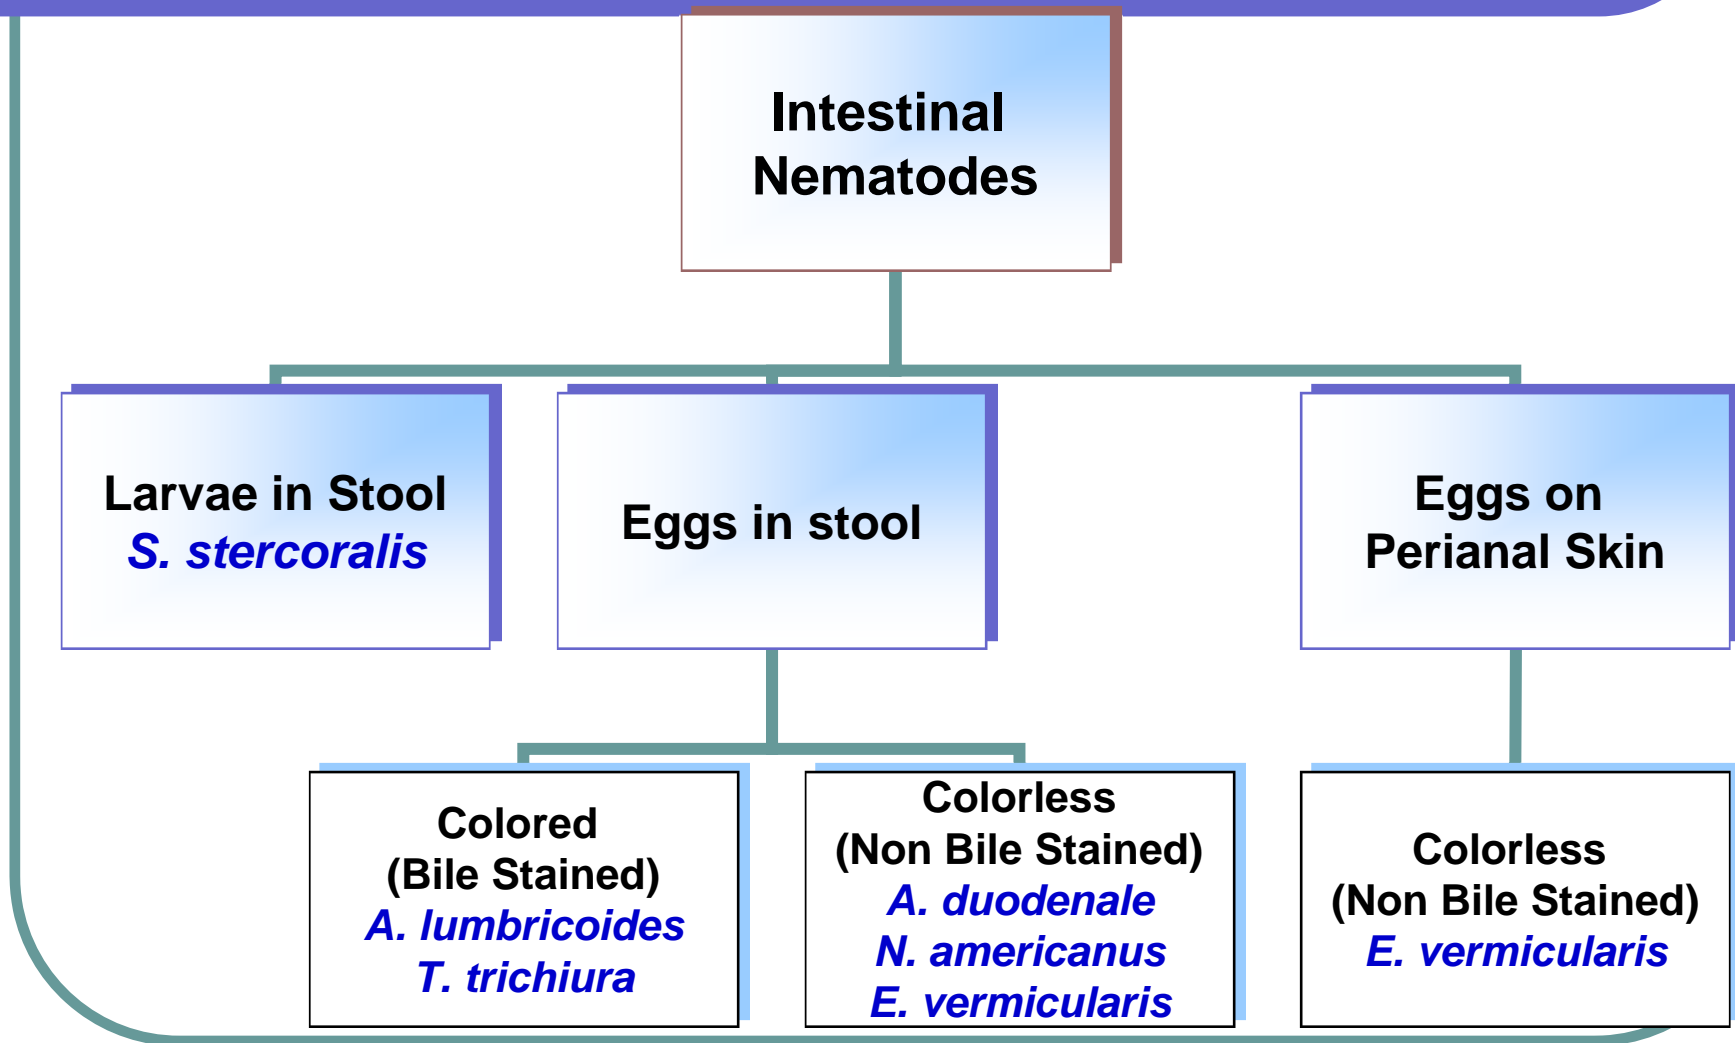 Intestinal
Nematodes
Larvae in Stool
S. stercoralis
Eggs in stool
Eggs on
Perianal Skin
Colored
(Bile Stained)
A. lumbricoides
T. trichiura
Colorless
(Non Bile Stained)
A. duodenale
N. americanus
E. vermicularis
Colorless
(Non Bile Stained)
E. vermicularis